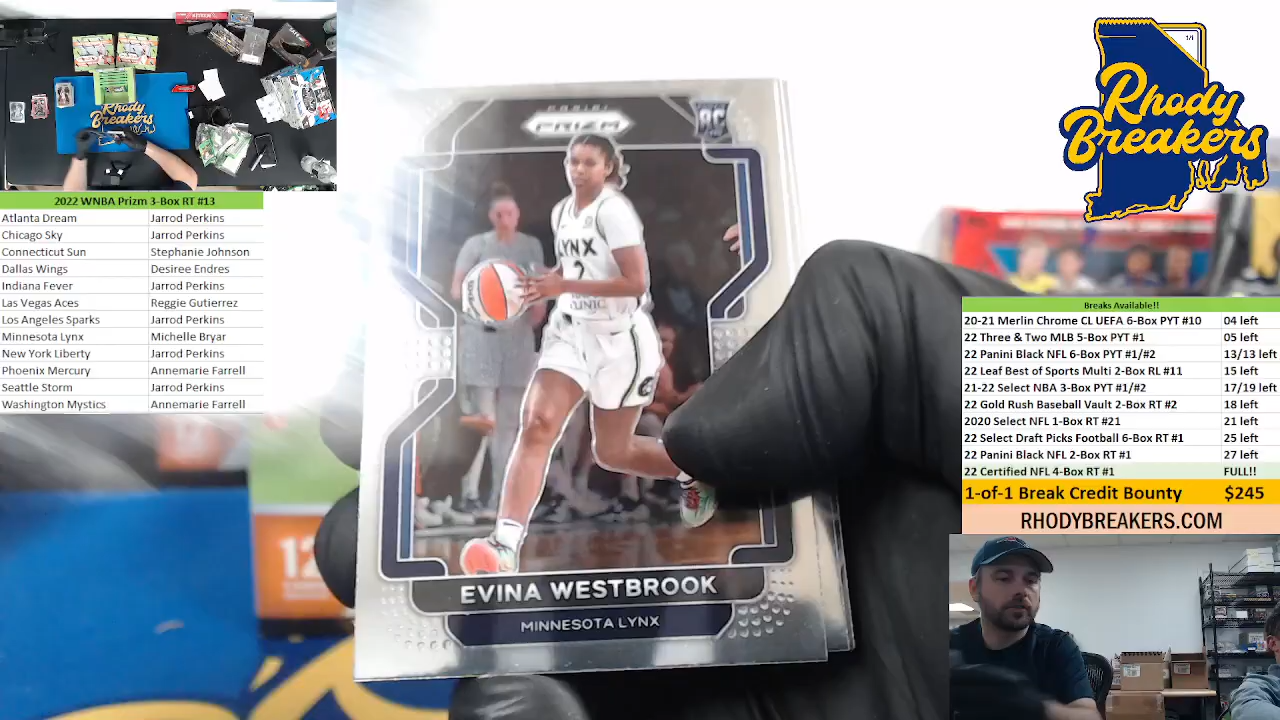 2022 WNBA Prizm 3-Box RT #13
Atlanta Dream Jarrod Perkins
Chicago Sky Jarrod Perkins
Connecticut Sun Stephanie Johnson
Dallas Wings Desiree Endres
Indiana Fever Jarrod Perkins
Las Vegas Aces Reggie Gutierrez
Los Angeles Sparks Jarrod Perkins
Minnesota Lynx Michelle Bryar
New York Liberty Jarrod Perkins
Phoenix Mercury Annemarie Farrell
Seattle Storm Jarrod Perkins
Washington Mystics Annemarie Farrell
Rhody
Breakers
PANINI
PRIZM
RC
LYNX
2
CLINIC
EVINA WESTBROOK
MINNESOTA LYNX
12
1/1
Rhody
Breakers
Breaks Available!!
20-21 Merlin Chrome CL UEFA 6-Box PYT #10 04 left
22 Three & Two MLB 5-Box PYT #1 05 left
22 Panini Black NFL 6-Box PYT #1/#2 13/13 left
22 Leaf Best of Sports Multi 2-Box RL #11 15 left
21-22 Select NBA 3-Box PYT #1/#2 17/19 left
22 Gold Rush Baseball Vault 2-Box RT #2 18 left
2020 Select NFL 1-Box RT #21 21 left
22 Select Draft Picks Football 6-Box RT #1 25 left
22 Panini Black NFL 2-Box RT #1 27 left
22 Certified NFL 4-Box RT #1 FULL!!
1-of-1 Break Credit Bounty $245
RHODYBREAKERS.COM